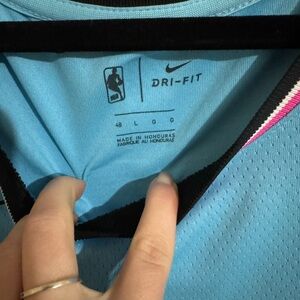 DRI-FIT
48 L G G
MADE IN HONDURAS
FABRIQUÉ AU HONDURAS